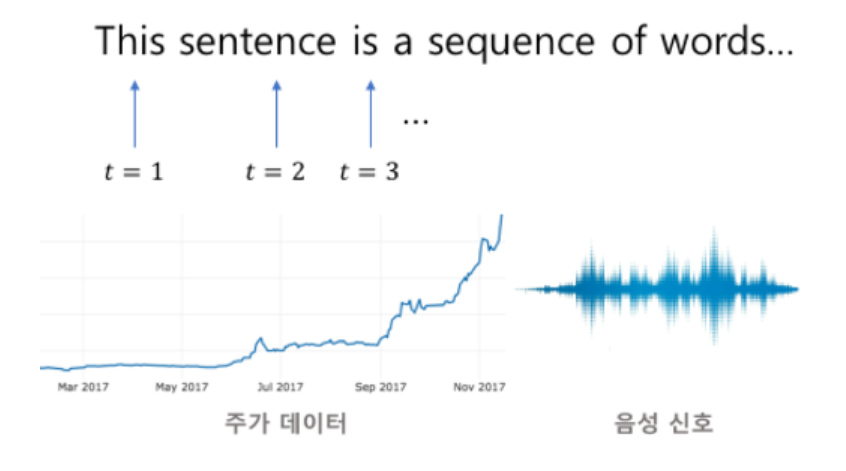 This sentence is a sequence of words...
...
t = 1 t = 2 t = 3
Mar 2017 May 2017 Jul 2017 Sep 2017 Nov 2017
주가 데이터 음성 신호